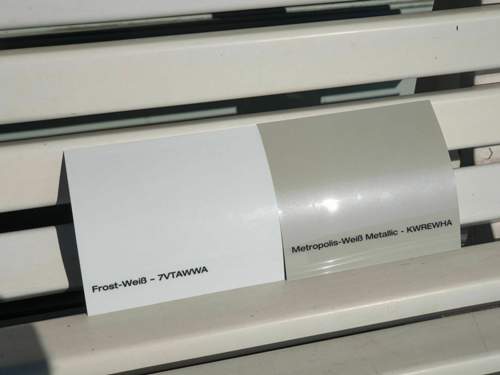 Frost-Weiß – 7VTAWWA
Metropolis-Weiß Metallic - KWREWHA